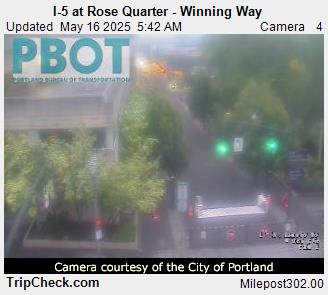 I-5 at Rose Quarter - Winning Way
Updated May 16 2025 5:42 AM Camera 4
PBOT
PORTLAND BUREAU OF TRANSPORTATION
Camera courtesy of the City of Portland
TripCheck.com Milepost302.00